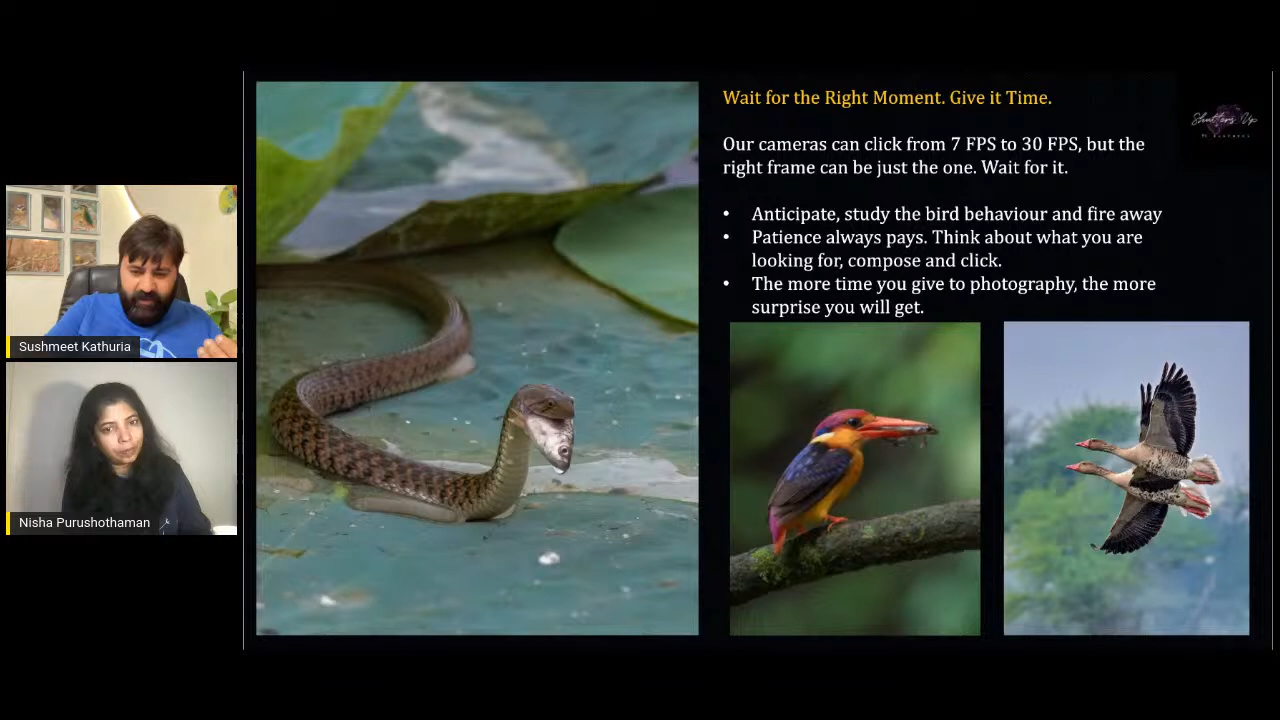 Wait for the Right Moment. Give it Time.
Our cameras can click from 7 FPS to 30 FPS, but the
right frame can be just the one. Wait for it.
• Anticipate, study the bird behaviour and fire away
• Patience always pays. Think about what you are
looking for, compose and click.
• The more time you give to photography, the more
surprise you will get.
Shutters Up
Sushmeet Kathuria
Nisha Purushothaman